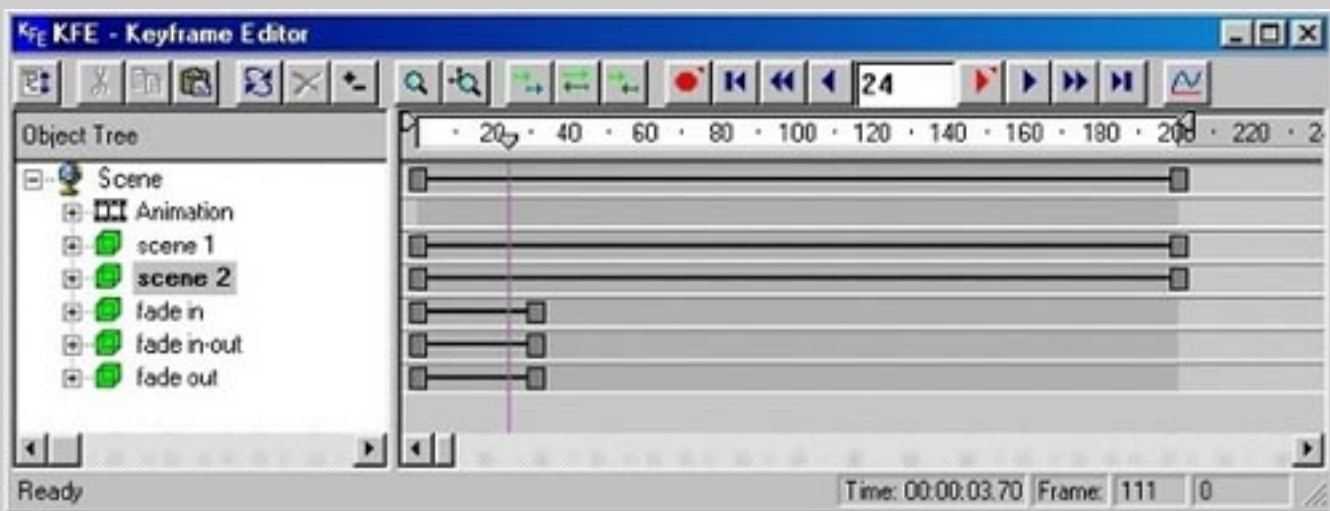 KFE KFE - Keyframe Editor
24
Object Tree
20 40 60 80 100 120 140 160 180 200 220 2
Scene
Animation
scene 1
scene 2
fade in
fade in-out
fade out
Ready
Time: 00:00:03.70 Frame: 111 0